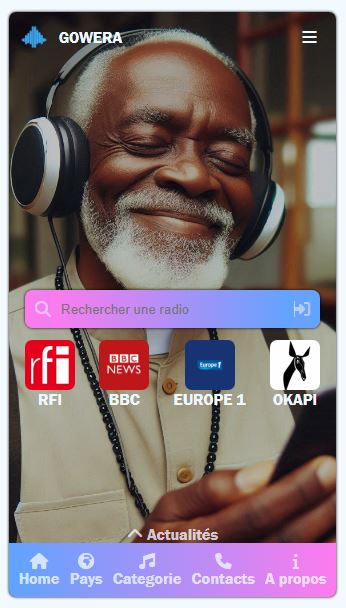 GOWERA
Rechercher une radio
rfi
BBC
NEWS
Europe 1
RFI BBC EUROPE 1 OKAPI
Actualités
Home Pays Categorie Contacts A propos